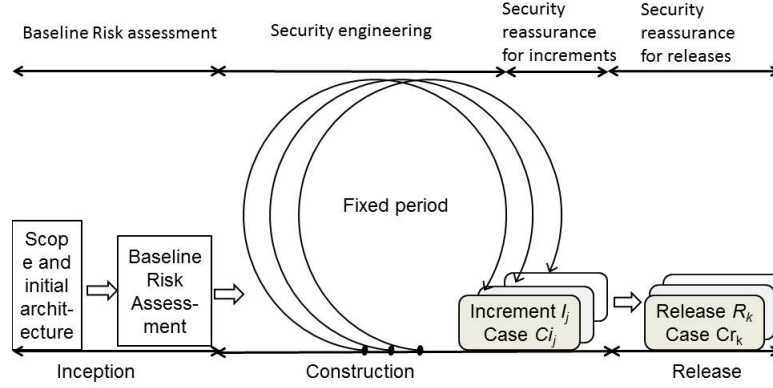 Baseline Risk assessment
Security engineering
Security
reassurance
for increments
Security
reassurance
for releases
Fixed period
Scop
e and
initial
archit-
ecture
Baseline
Risk
Assess-
ment
Increment Ij
Case Cij
Release Rk
Case Crk
Inception
Construction
Release